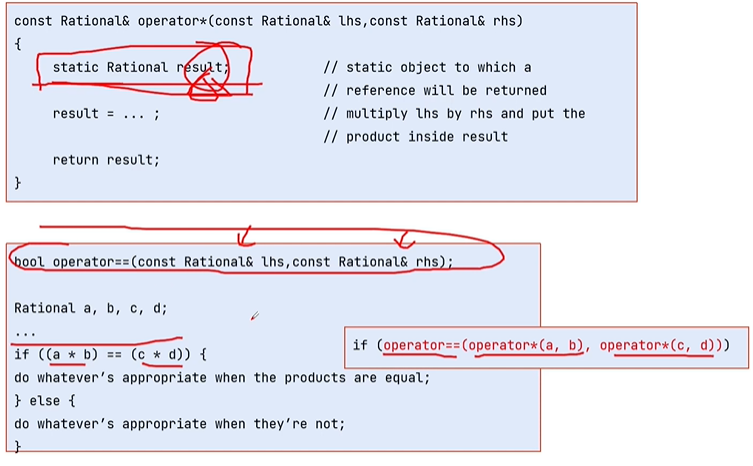 const Rational& operator*(const Rational& lhs,const Rational& rhs)
{
static Rational result; // static object to which a
// reference will be returned
result = ... ; // multiply lhs by rhs and put the
// product inside result
return result;
}
bool operator==(const Rational& lhs,const Rational& rhs);
Rational a, b, c, d;
...
if ((a * b) == (c * d)) {
if (operator==(operator*(a, b), operator*(c, d)))
do whatever's appropriate when the products are equal;
} else {
do whatever's appropriate when they're not;
}